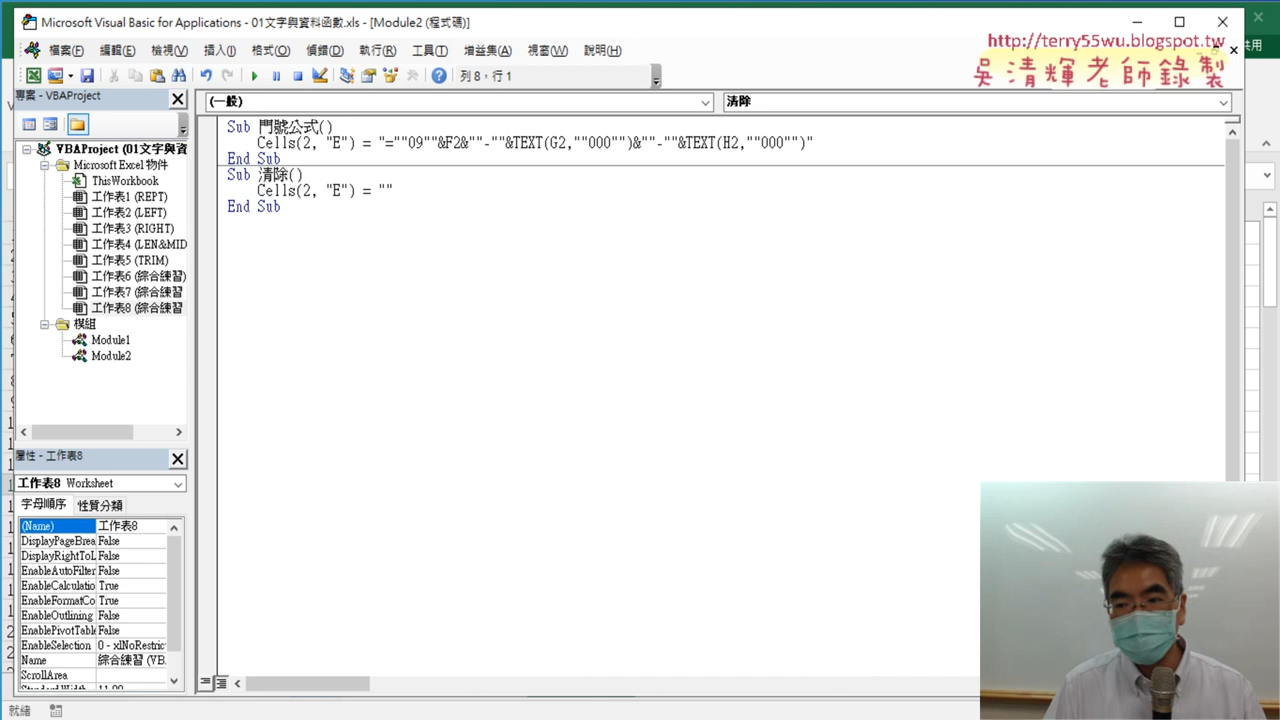 Microsoft Visual Basic for Applications - 01文字與資料函數.xls - [Module2 (程式碼)]
檔案(F) 編輯(E) 檢視(V) 插入(I) 格式(O) 偵錯(D) 執行(R) 工具(T) 增益集(A) 視窗(W) 說明(H)
http://terry55wu.blogspot.tw
吳清輝老師錄製
共用
列 8，行 1
專案 - VBAProject
(一般)
清除
VBAProject (01文字與資
Microsoft Excel 物件
ThisWorkbook
工作表1 (REPT)
工作表2 (LEFT)
工作表3 (RIGHT)
工作表4 (LEN&MID
工作表5 (TRIM)
工作表6 (綜合練習)
工作表7 (綜合練習
工作表8 (綜合練習
模組
Module1
Module2
Sub 門號公式()
Cells(2, "E") = "=""09""&F2&""-""&TEXT(G2,""000"")&""-""&TEXT(H2,""000"")"
End Sub
Sub 清除()
Cells(2, "E") = ""
End Sub
屬性 - 工作表8
工作表8 Worksheet
字母順序 性質分類
(Name) 工作表8
DisplayPageBrea False
DisplayRightToL False
EnableAutoFilter False
EnableCalculatio True
EnableFormatCo True
EnableOutlining False
EnablePivotTable False
EnableSelection 0 - xlNoRestric
Name 綜合練習 (VB
ScrollArea
StandardWidth
就緒